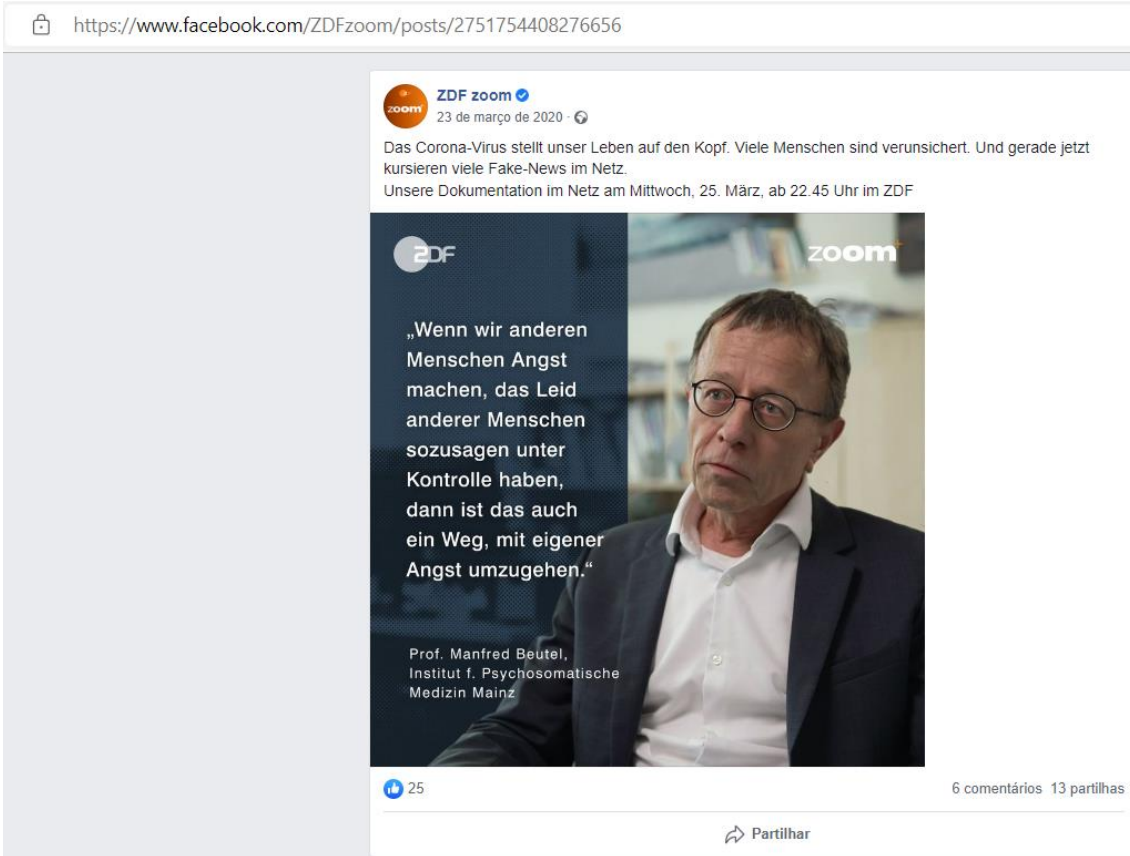 https://www.facebook.com/ZDFzoom/posts/2751754408276656
zoom
ZDF zoom
23 de março de 2020 ·
Das Corona-Virus stellt unser Leben auf den Kopf. Viele Menschen sind verunsichert. Und gerade jetzt
kursieren viele Fake-News im Netz.
Unsere Dokumentation im Netz am Mittwoch, 25. März, ab 22.45 Uhr im ZDF
ZDF
zoom+
„Wenn wir anderen
Menschen Angst
machen, das Leid
anderer Menschen
sozusagen unter
Kontrolle haben,
dann ist das auch
ein Weg, mit eigener
Angst umzugehen.“
Prof. Manfred Beutel,
Institut f. Psychosomatische
Medizin Mainz
25
6 comentários 13 partilhas
Partilhar